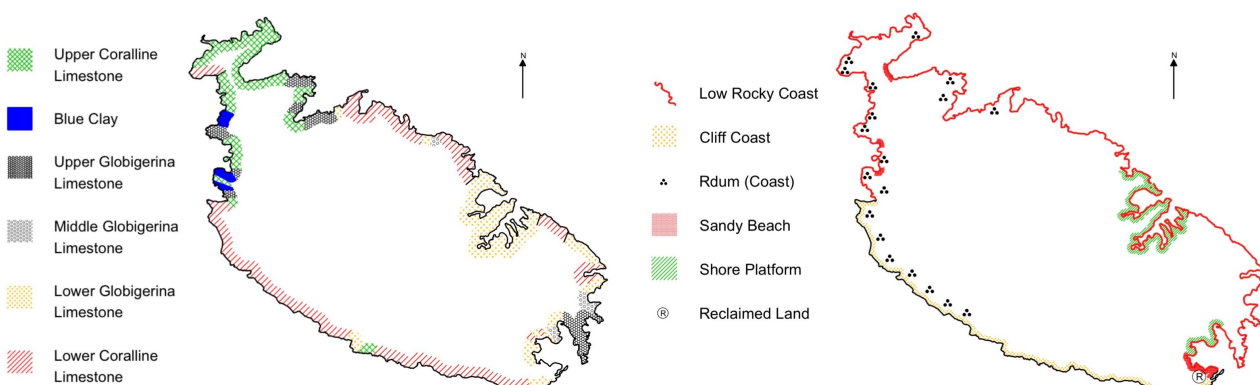 Upper Coralline
Limestone
Blue Clay
Upper Globigerina
Limestone
Middle Globigerina
Limestone
Lower Globigerina
Limestone
Lower Coralline
Limestone
N
Low Rocky Coast
Cliff Coast
Rdum (Coast)
Sandy Beach
Shore Platform
R Reclaimed Land
N
R